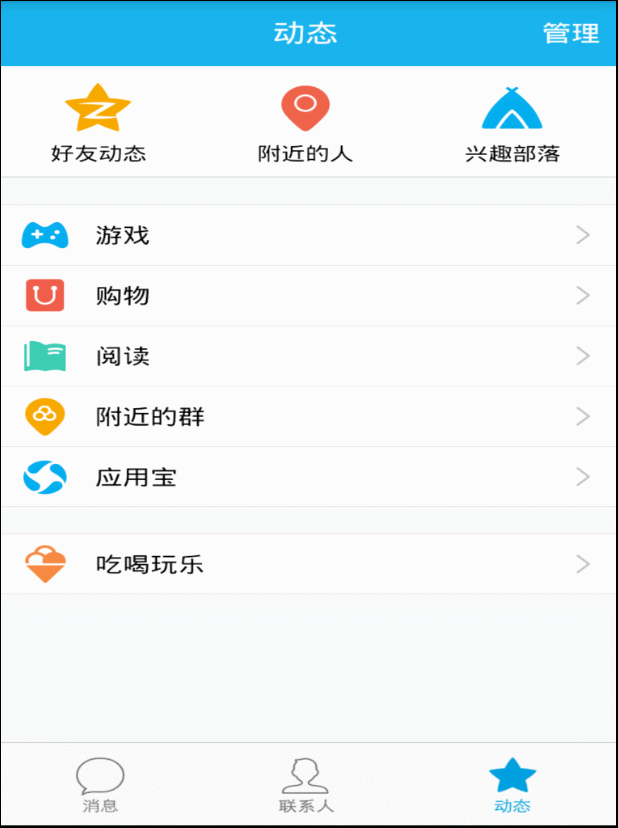 动态 管理
好友动态 附近的人 兴趣部落
游戏
购物
阅读
附近的群
应用宝
吃喝玩乐
消息 联系人 动态